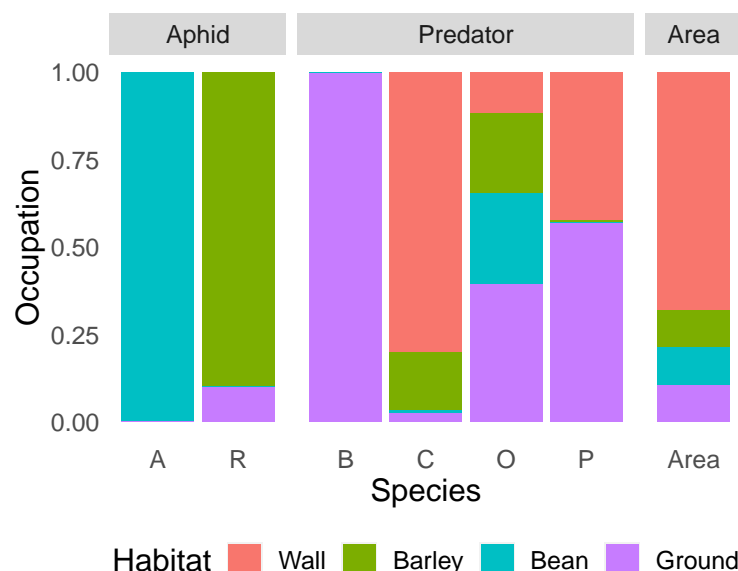 Aphid Predator Area
1.00
0.75
0.50
0.25
0.00
Occupation
A R B C O P Area
Species
Habitat Wall Barley Bean Ground